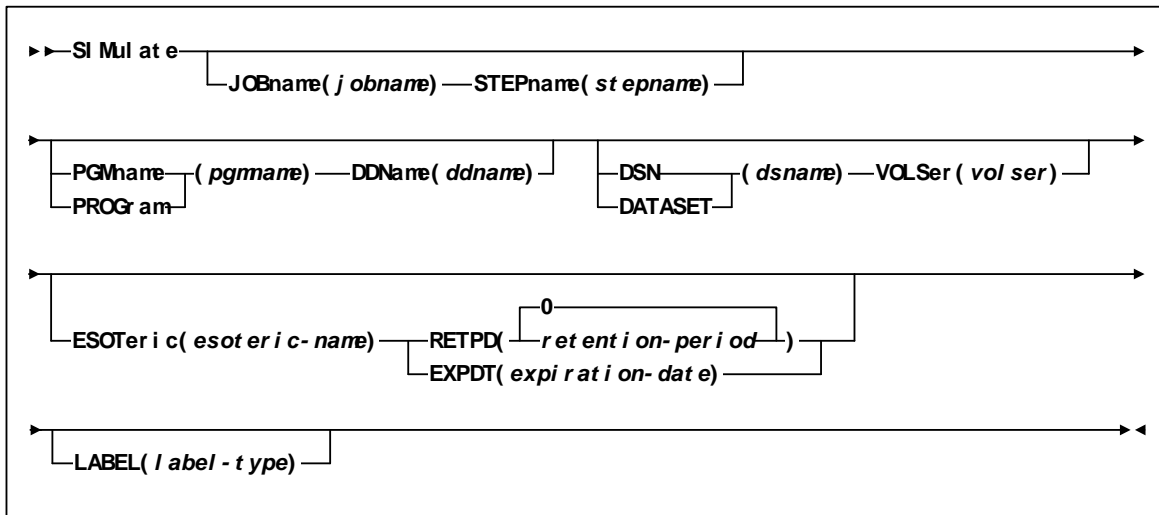 SIMulate
JOBname(jobname) STEPname(stepname)
PGMname (pgmname) DDName(ddname) DSN (dsname) VOLSer(volser)
PROGram DATASET
0
ESOTeric(esoteric-name) RETPD( retention-period )
EXPDT(expiration-date)
LABEL(label-type)